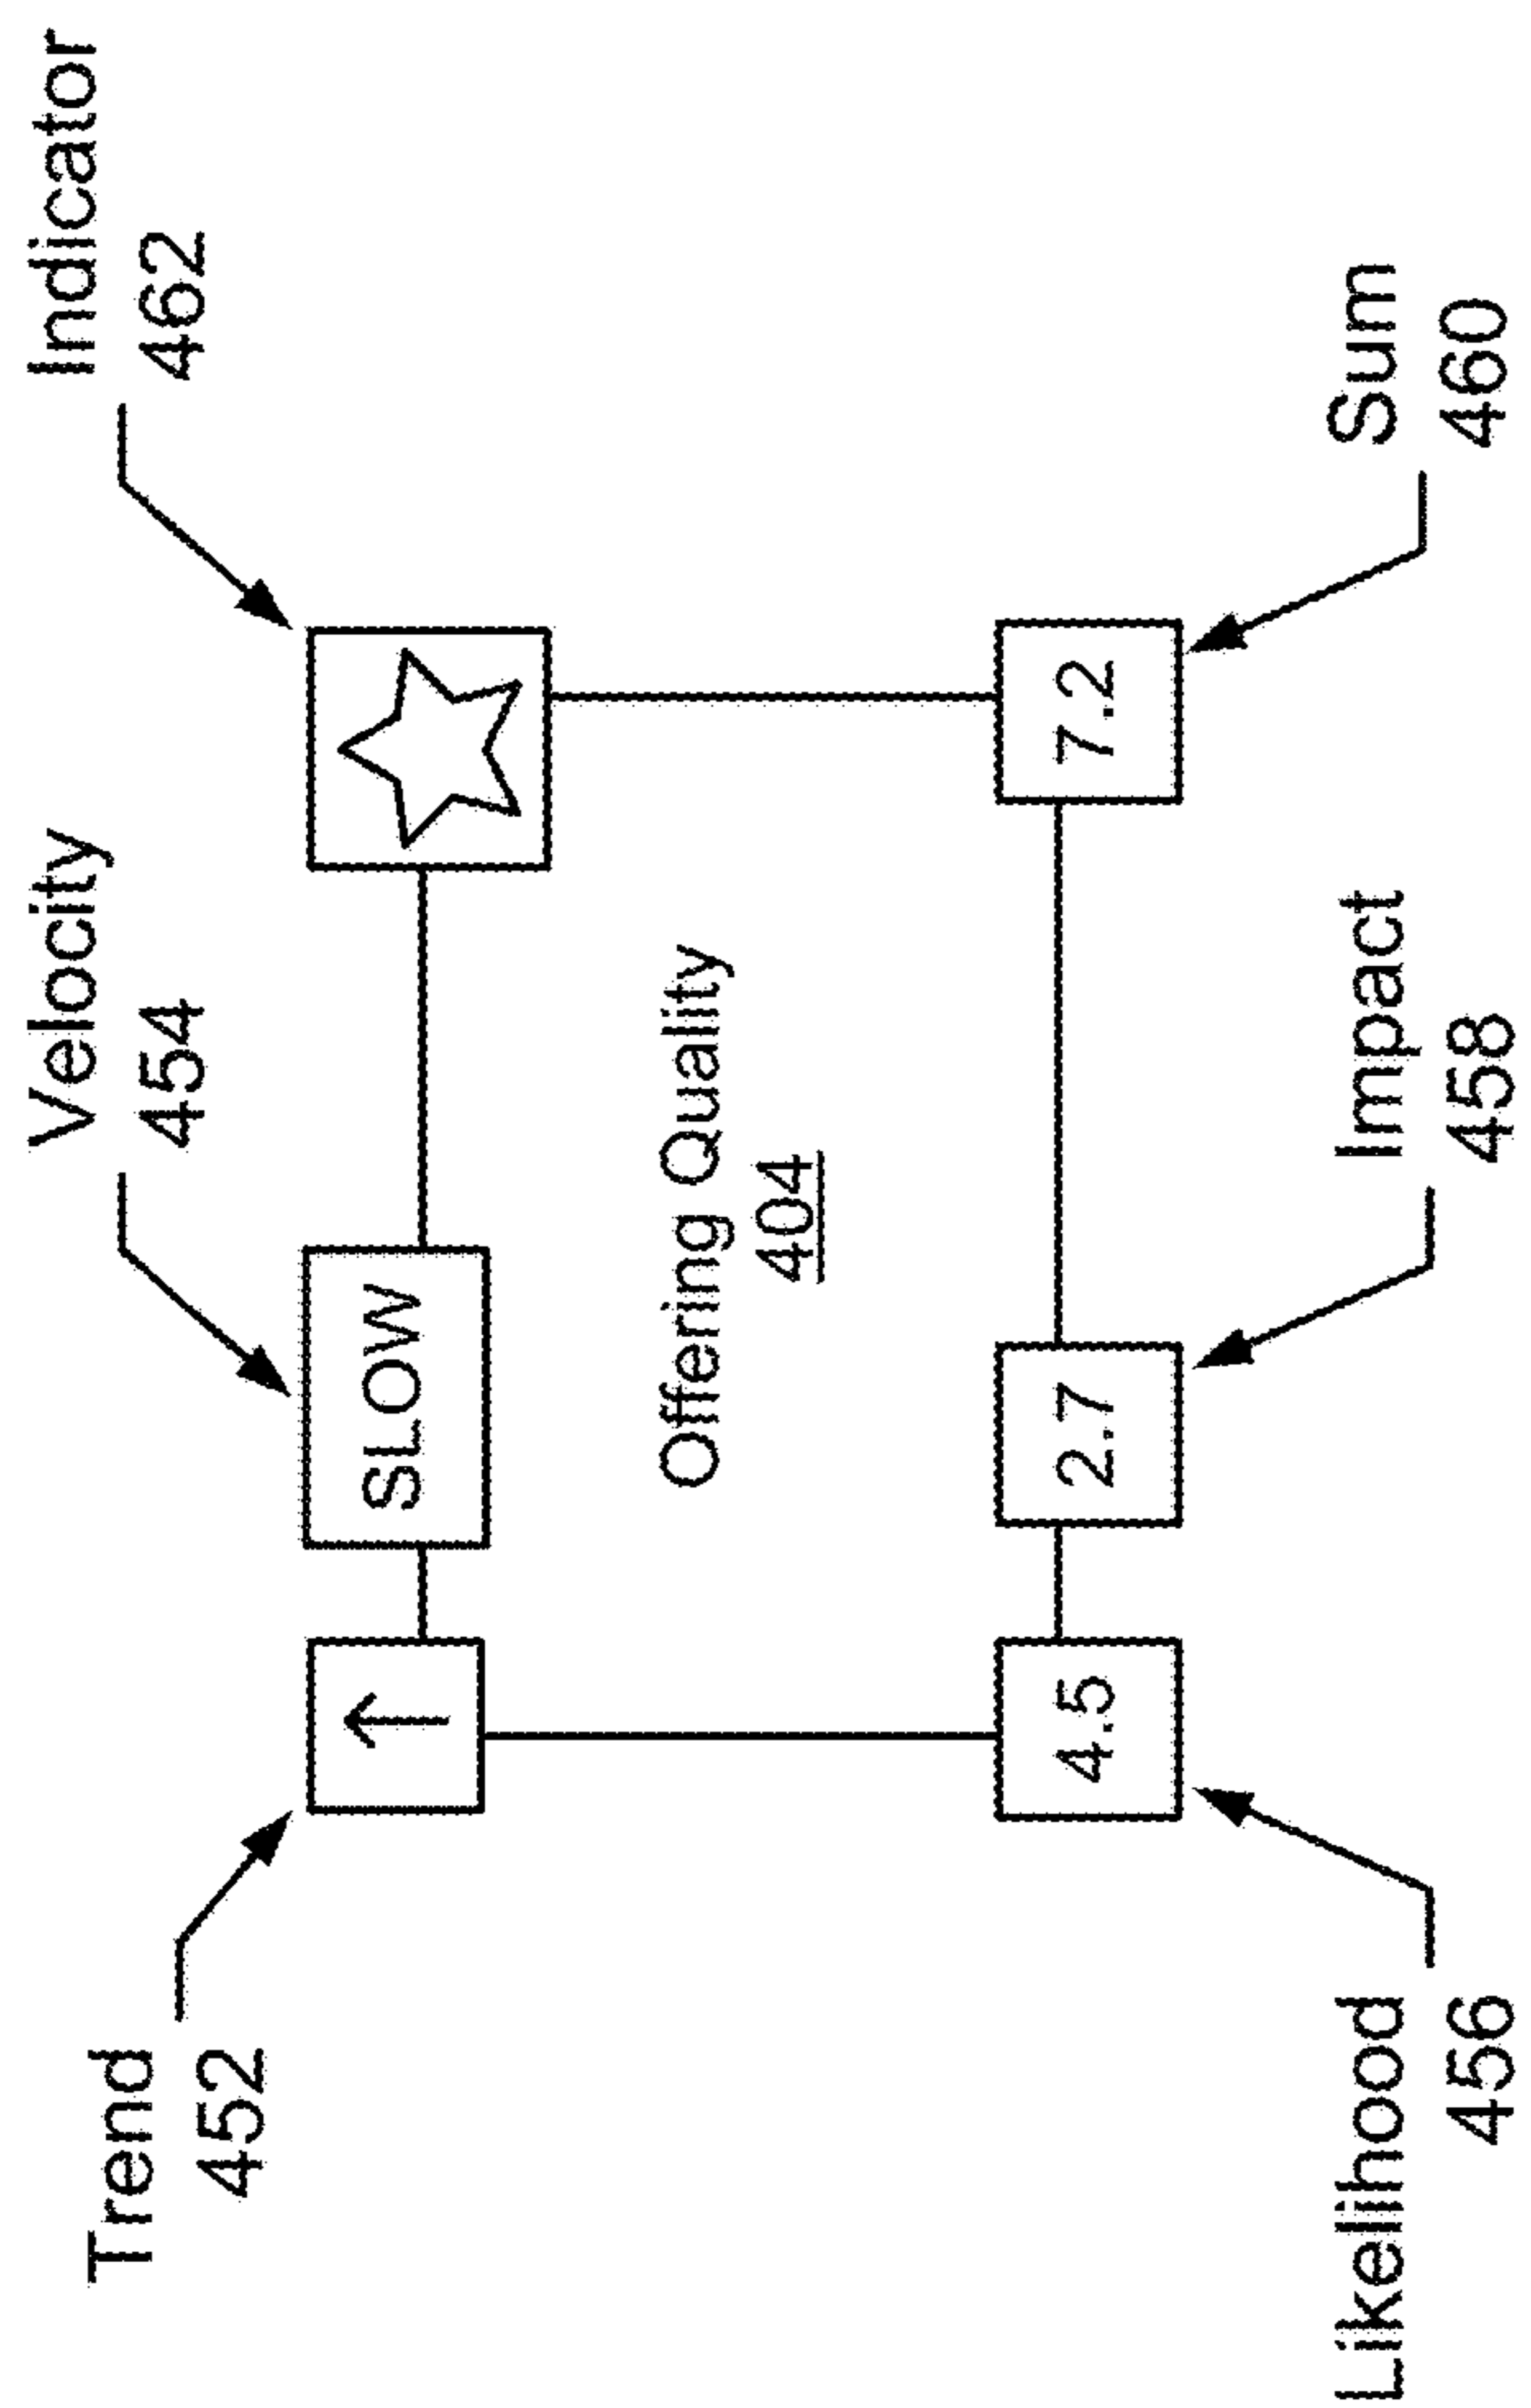 Trend
452
Velocity
454
Indicator
462
↑
SLOW
Offering Quality
404
4.5
2.7
7.2
Likelihood
456
Impact
458
Sum
460